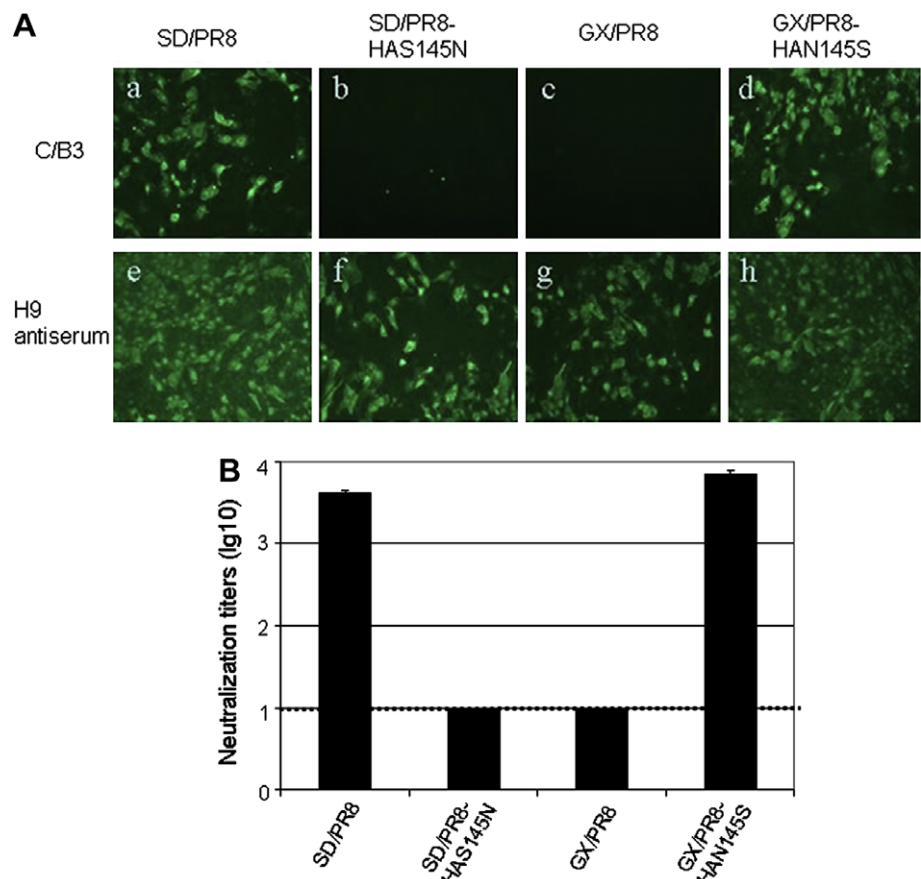 A
SD/PR8
SD/PR8-
HAS145N
GX/PR8
GX/PR8-
HAN145S
C/B3
a
b
c
d
H9
antiserum
e
f
g
h
B
Neutralization titers (lg10)
4
3
2
1
0
SD/PR8
SD/PR8-
HAS145N
GX/PR8
GX/PR8-
HAN145S